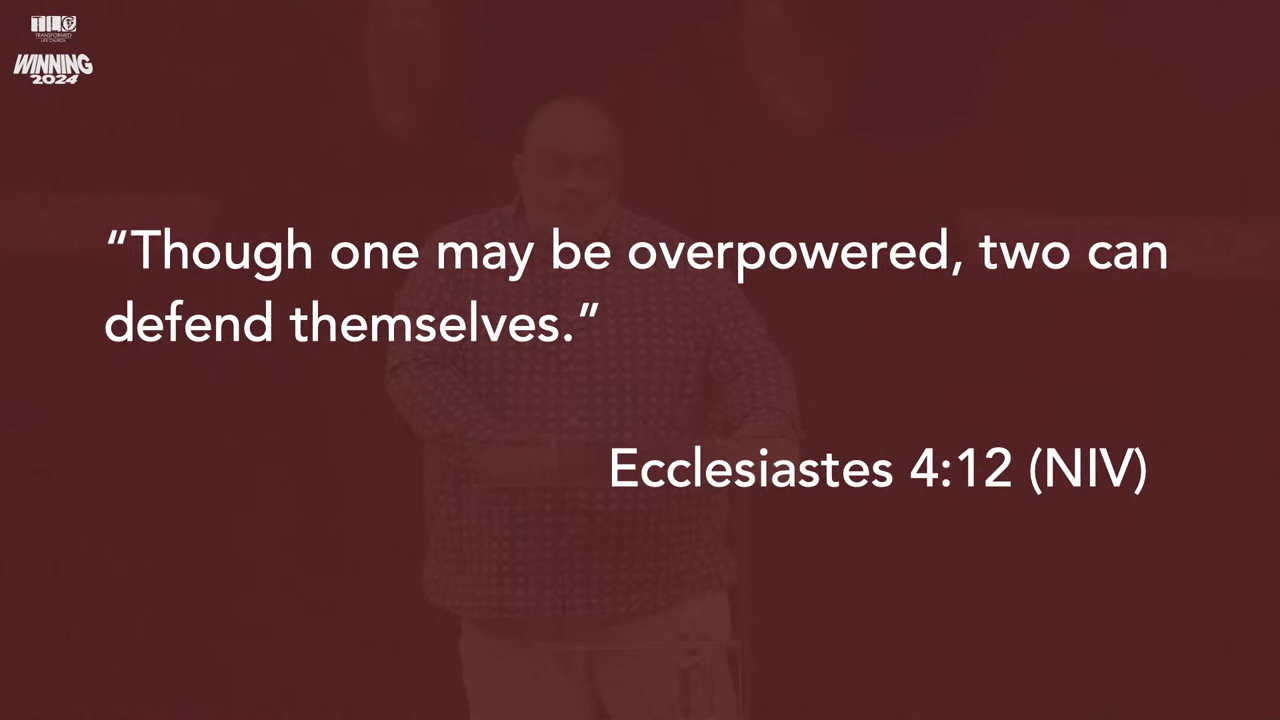 TLC
TRANSFORMED
LIFE CHURCH
WINNING
2024
“Though one may be overpowered, two can
defend themselves.”
Ecclesiastes 4:12 (NIV)